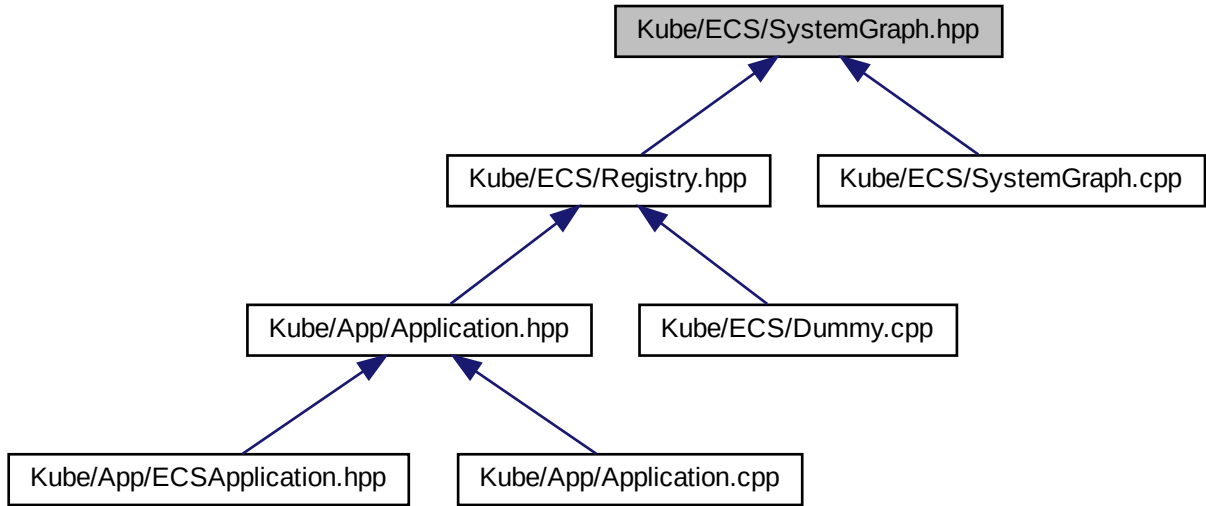 Kube/ECS/SystemGraph.hpp
Kube/ECS/Registry.hpp
Kube/ECS/SystemGraph.cpp
Kube/App/Application.hpp
Kube/ECS/Dummy.cpp
Kube/App/ECSApplication.hpp
Kube/App/Application.cpp